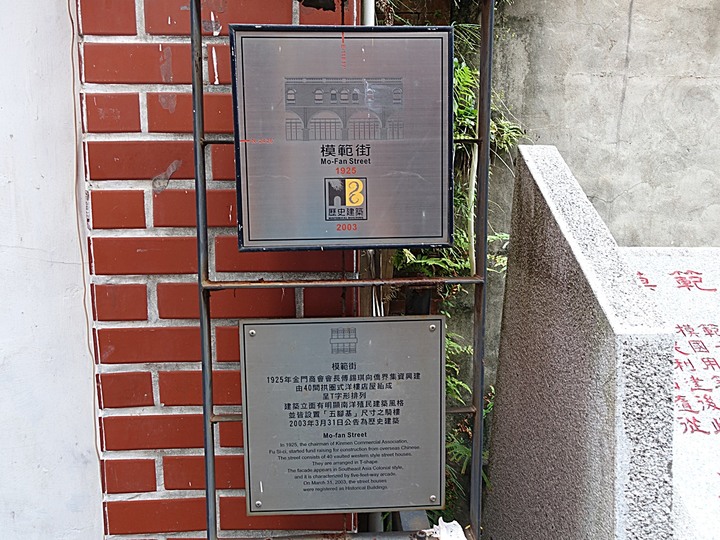 模範街
Mo-Fan Street
1925
歷史建築
2003
模範街
1925年金門商會會長傅錫琪向僑界集資興建
由40間拱圈式洋樓店屋組成
呈T字形排列
建築立面有明顯南洋殖民建築風格
並皆設置「五腳基」尺寸之騎樓
2003年3月31日公告為歷史建築
Mo-fan Street
In 1925, the chairman of Kinmen Commercial Association,
Fu Si-ci, started fund raising for construction from overseas Chinese.
The street consists of 40 vaulted western style street houses.
They are arranged in T-shape.
The facade appears in Southeast Asia Colonial style,
and it is characterized by five-feet-way arcade.
On March 31, 2003, the street houses
were registered as Historical Buildings.
範